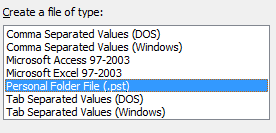 Create a file of type:
Comma Separated Values (DOS)
Comma Separated Values (Windows)
Microsoft Access 97-2003
Microsoft Excel 97-2003
Personal Folder File (.pst)
Tab Separated Values (DOS)
Tab Separated Values (Windows)